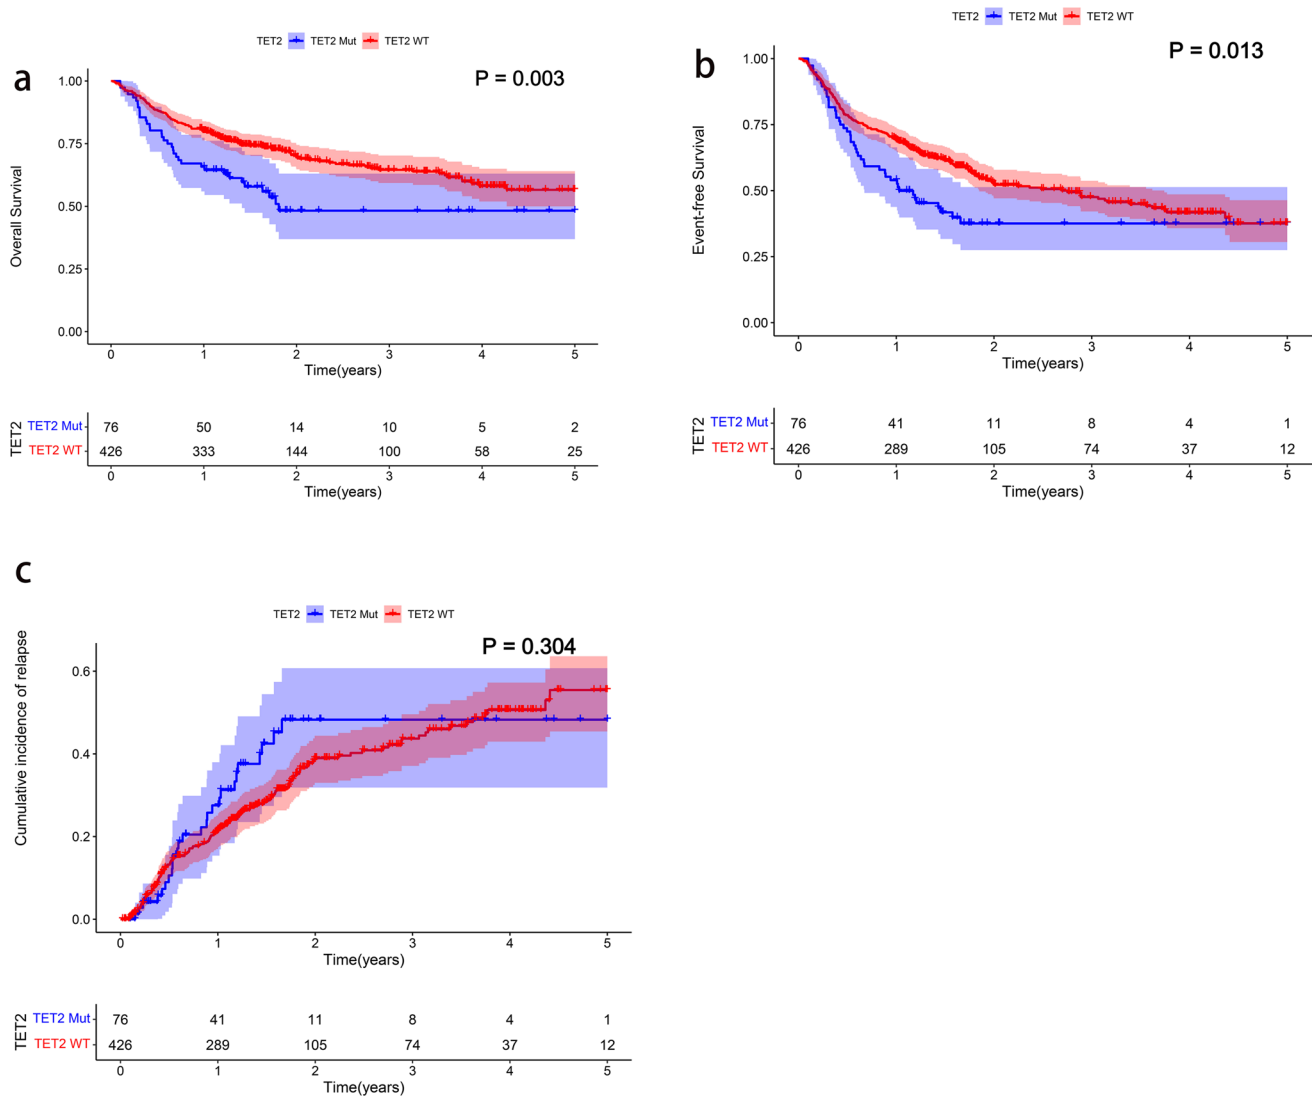 a
TET2 TET2 Mut TET2 WT
P = 0.003
Overall Survival
1.00
0.75
0.50
0.25
0.00
0 1 2 3 4 5
Time(years)
TET2
TET2 Mut 76 50 14 10 5 2
TET2 WT 426 333 144 100 58 25
0 1 2 3 4 5
Time(years)
b
TET2 TET2 Mut TET2 WT
P = 0.013
Event-free Survival
1.00
0.75
0.50
0.25
0.00
0 1 2 3 4 5
Time(years)
TET2
TET2 Mut 76 41 11 8 4 1
TET2 WT 426 289 105 74 37 12
0 1 2 3 4 5
Time(years)
c
TET2 TET2 Mut TET2 WT
P = 0.304
Cumulative incidence of relapse
0.6
0.4
0.2
0.0
0 1 2 3 4 5
Time(years)
TET2
TET2 Mut 76 41 11 8 4 1
TET2 WT 426 289 105 74 37 12
0 1 2 3 4 5
Time(years)